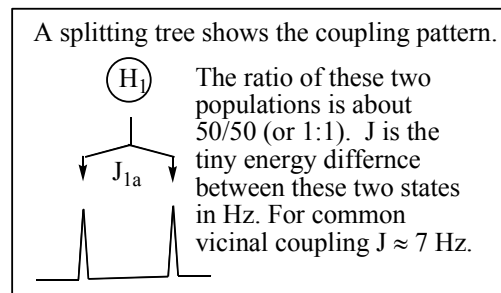 A splitting tree shows the coupling pattern.
H1
The ratio of these two
populations is about
50/50 (or 1:1). J is the
tiny energy differnce
between these two states
in Hz. For common
vicinal coupling J ≈ 7 Hz.
J1a